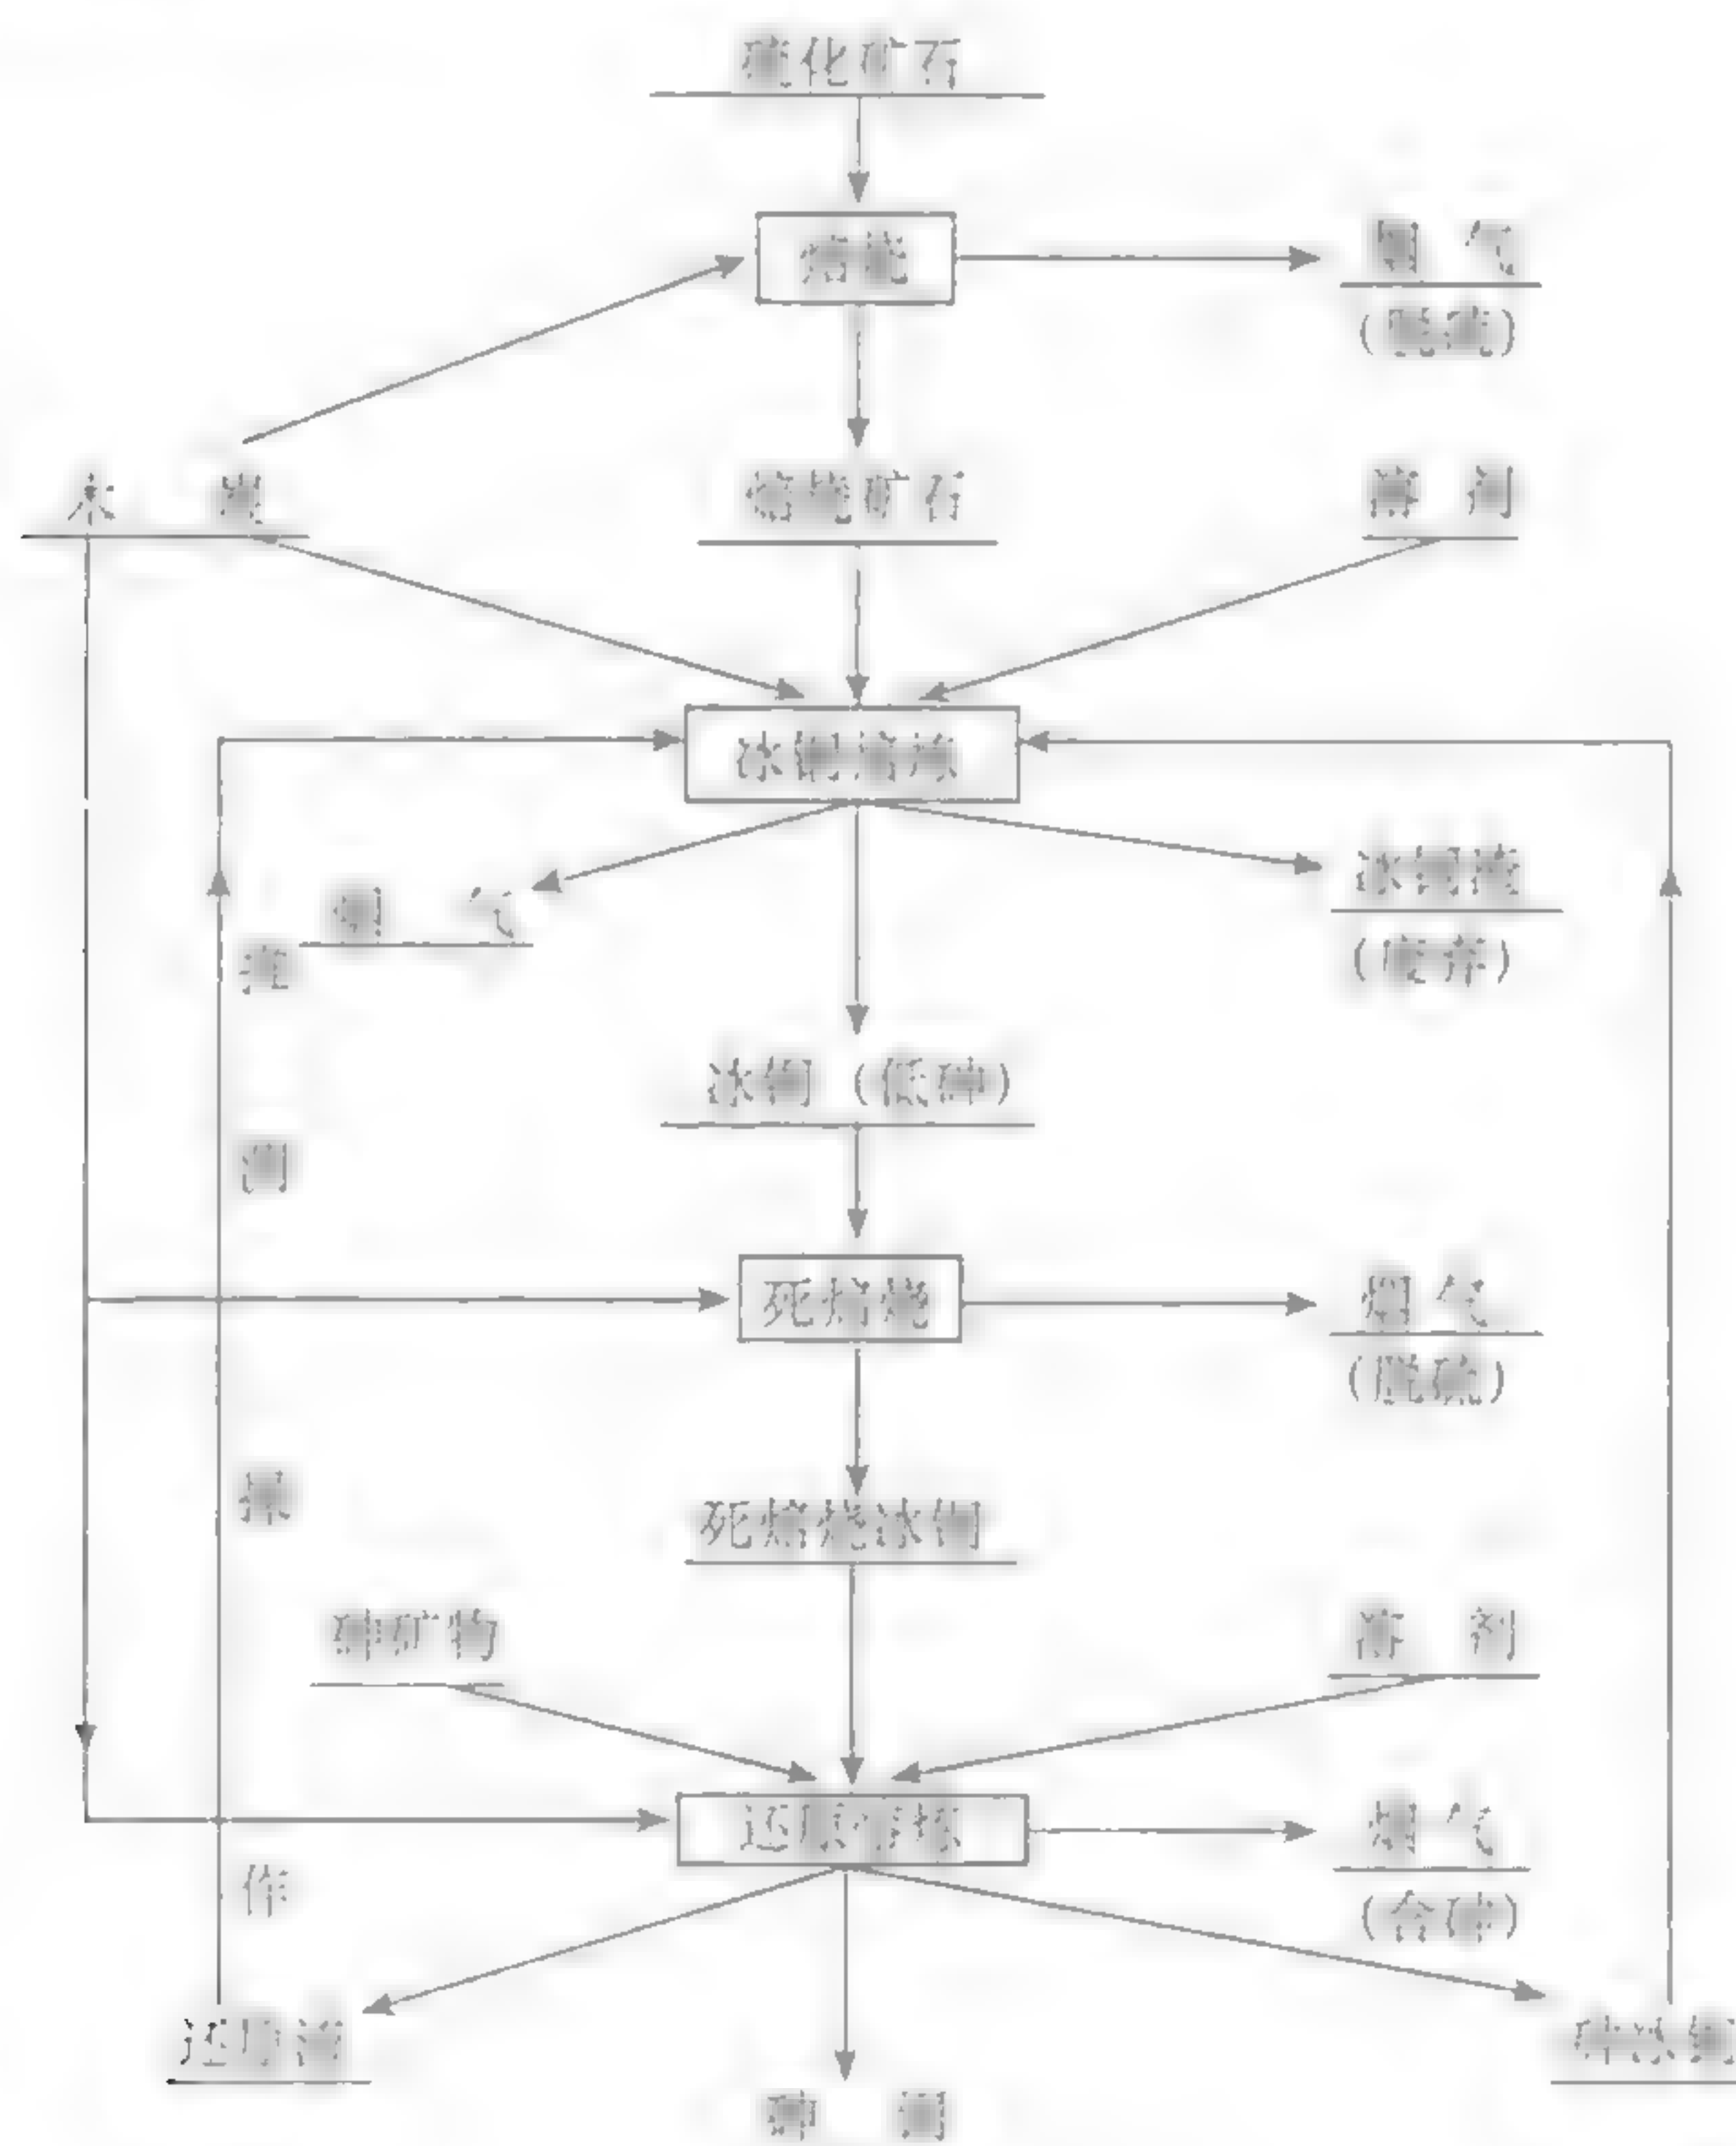 硫化矿石
焙烧
烟 气
(脱硫)
木 炭
焙烧矿石
溶 剂
冰铜熔炼
烟 气
冰铜渣
(废弃)
冰铜 (低砷)
死焙烧
烟 气
(脱硫)
死焙烧冰铜
砷矿物
溶 剂
还原熔炼
烟 气
(含砷)
作
还原渣
砷冰铜
砷 铜